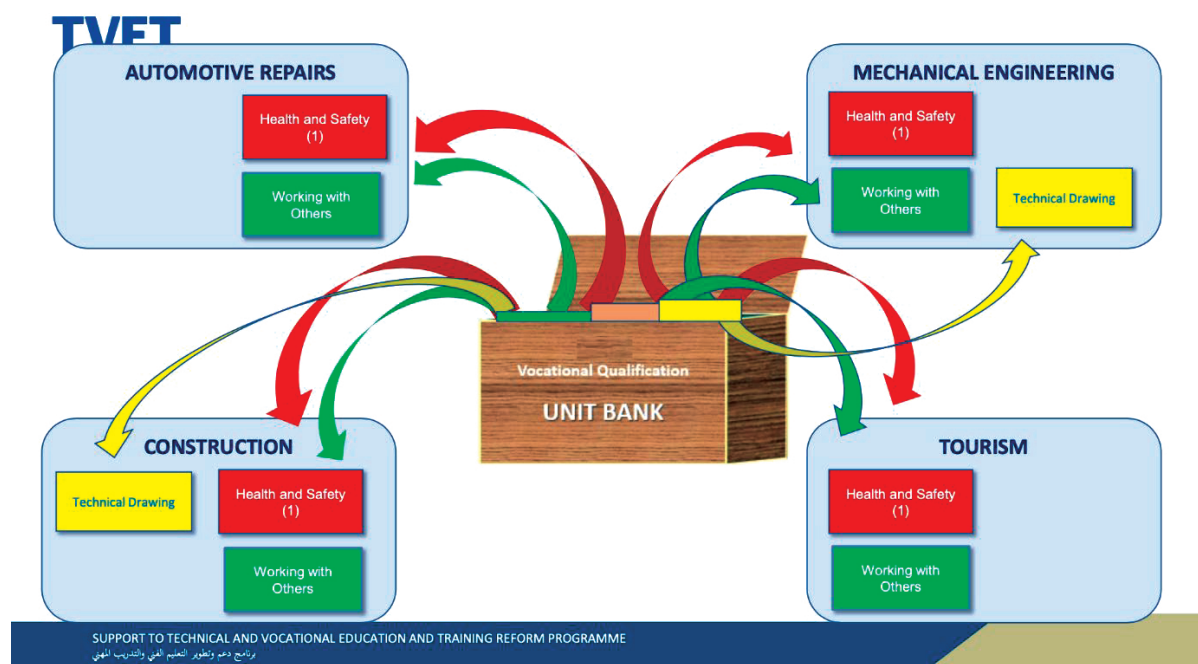 TVET
AUTOMOTIVE REPAIRS
Health and Safety
(1)
Working with
Others
MECHANICAL ENGINEERING
Health and Safety
(1)
Working with
Others
Technical Drawing
Vocational Qualification
UNIT BANK
CONSTRUCTION
Technical Drawing
Health and Safety
(1)
Working with
Others
TOURISM
Health and Safety
(1)
Working with
Others
SUPPORT TO TECHNICAL AND VOCATIONAL EDUCATION AND TRAINING REFORM PROGRAMME
برنامج دعم وتطوير التعليم الفني والتدريب المهني